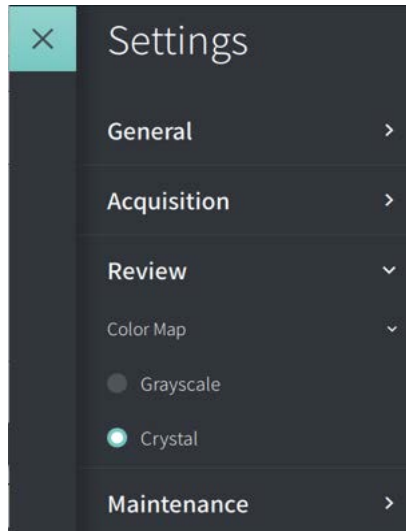 Settings
General
Acquisition
Review
Color Map
Grayscale
Crystal
Maintenance